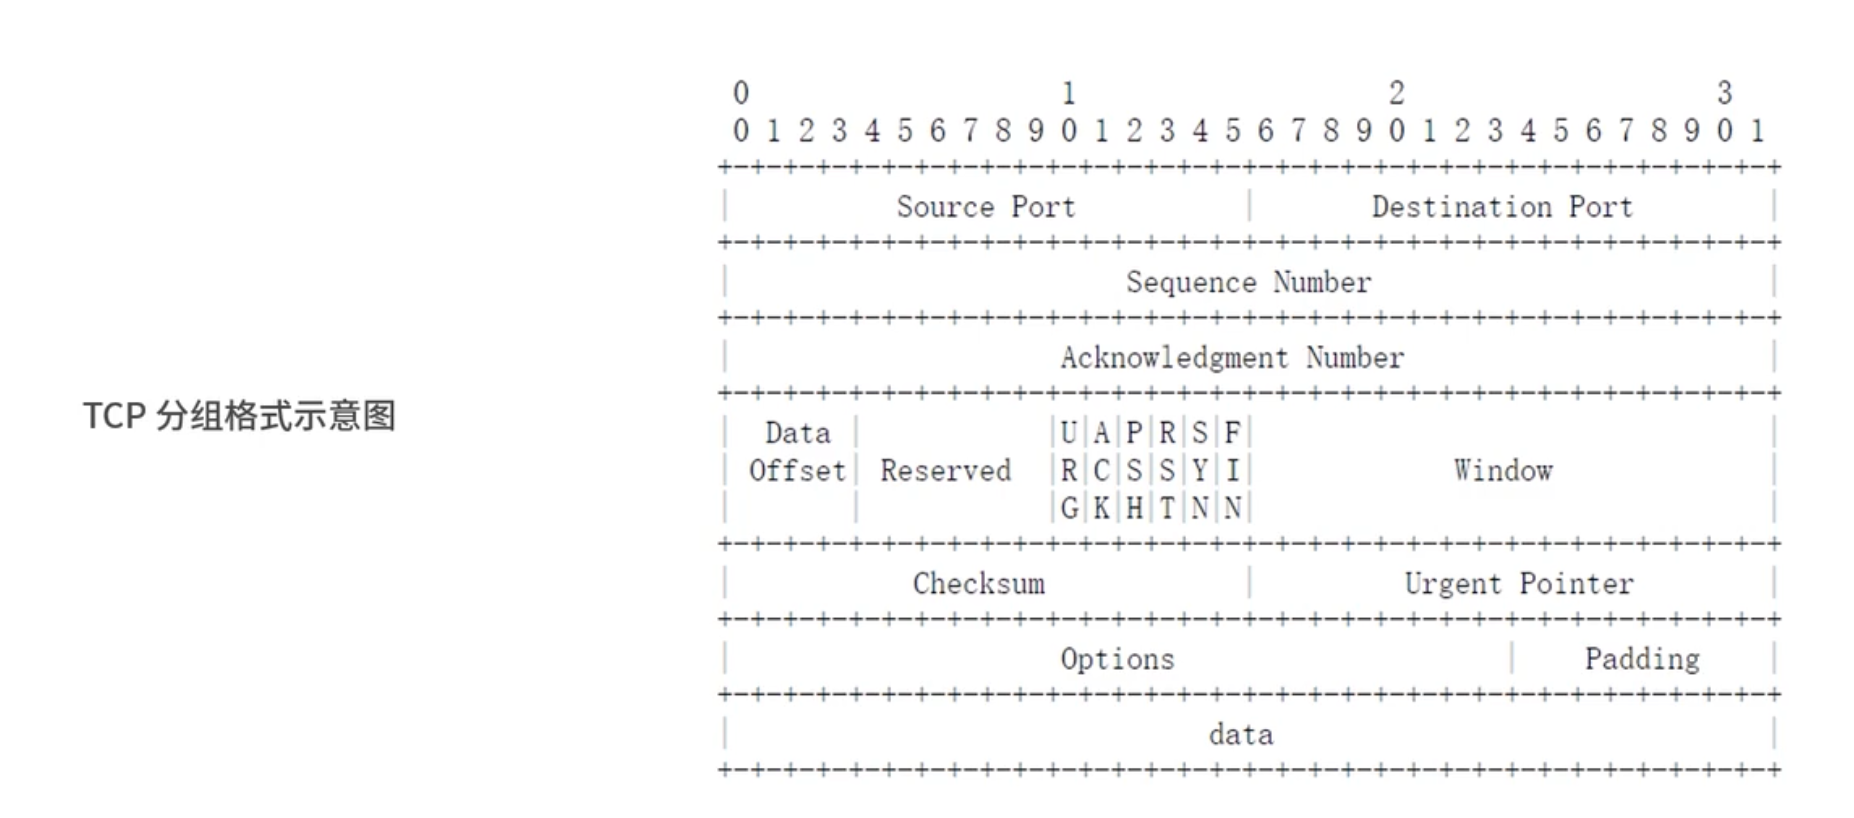 TCP 分组格式示意图
0                   1                   2                   3
0 1 2 3 4 5 6 7 8 9 0 1 2 3 4 5 6 7 8 9 0 1 2 3 4 5 6 7 8 9 0 1
+-+-+-+-+-+-+-+-+-+-+-+-+-+-+-+-+-+-+-+-+-+-+-+-+-+-+-+-+-+-+-+-+
|          Source Port          |       Destination Port        |
+-+-+-+-+-+-+-+-+-+-+-+-+-+-+-+-+-+-+-+-+-+-+-+-+-+-+-+-+-+-+-+-+
|                        Sequence Number                        |
+-+-+-+-+-+-+-+-+-+-+-+-+-+-+-+-+-+-+-+-+-+-+-+-+-+-+-+-+-+-+-+-+
|                    Acknowledgment Number                      |
+-+-+-+-+-+-+-+-+-+-+-+-+-+-+-+-+-+-+-+-+-+-+-+-+-+-+-+-+-+-+-+-+
|  Data |           |U|A|P|R|S|F|                               |
| Offset| Reserved  |R|C|S|S|Y|I|            Window             |
|       |           |G|K|H|T|N|N|                               |
+-+-+-+-+-+-+-+-+-+-+-+-+-+-+-+-+-+-+-+-+-+-+-+-+-+-+-+-+-+-+-+-+
|           Checksum            |         Urgent Pointer        |
+-+-+-+-+-+-+-+-+-+-+-+-+-+-+-+-+-+-+-+-+-+-+-+-+-+-+-+-+-+-+-+-+
|                    Options                    |    Padding    |
+-+-+-+-+-+-+-+-+-+-+-+-+-+-+-+-+-+-+-+-+-+-+-+-+-+-+-+-+-+-+-+-+
|                             data                              |
+-+-+-+-+-+-+-+-+-+-+-+-+-+-+-+-+-+-+-+-+-+-+-+-+-+-+-+-+-+-+-+-+